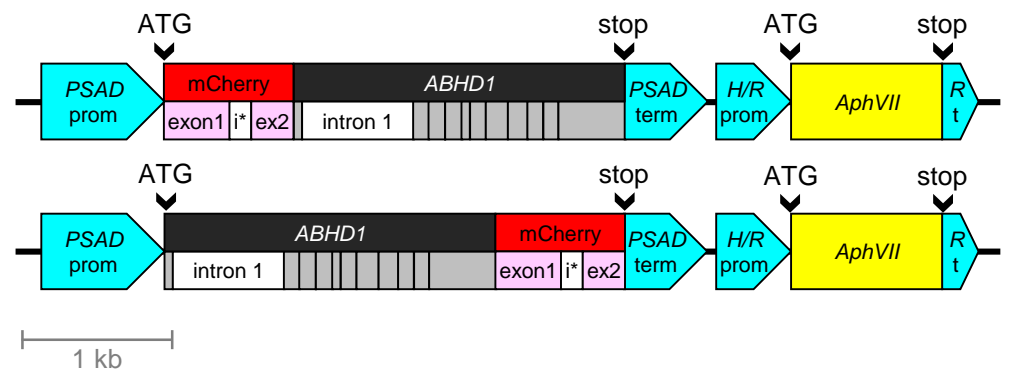 ATG stop ATG stop
PSAD prom mCherry ABHD1 PSAD term H/R prom AphVII R t
exon1 i* ex2 intron 1
ATG stop ATG stop
PSAD prom ABHD1 mCherry PSAD term H/R prom AphVII R t
intron 1 exon1 i* ex2
1 kb